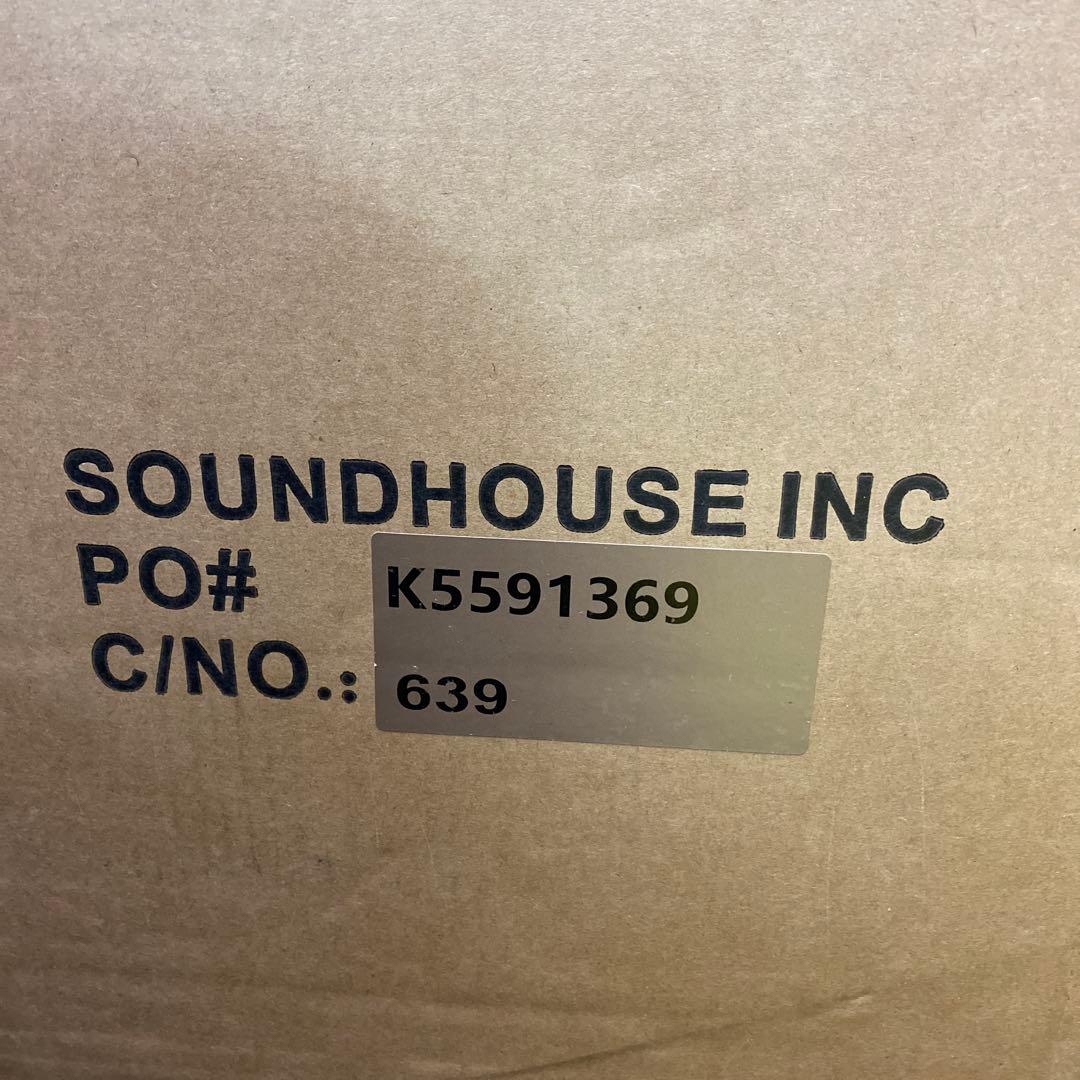 SOUNDHOUSE INC
PO# K5591369
C/NO.: 639